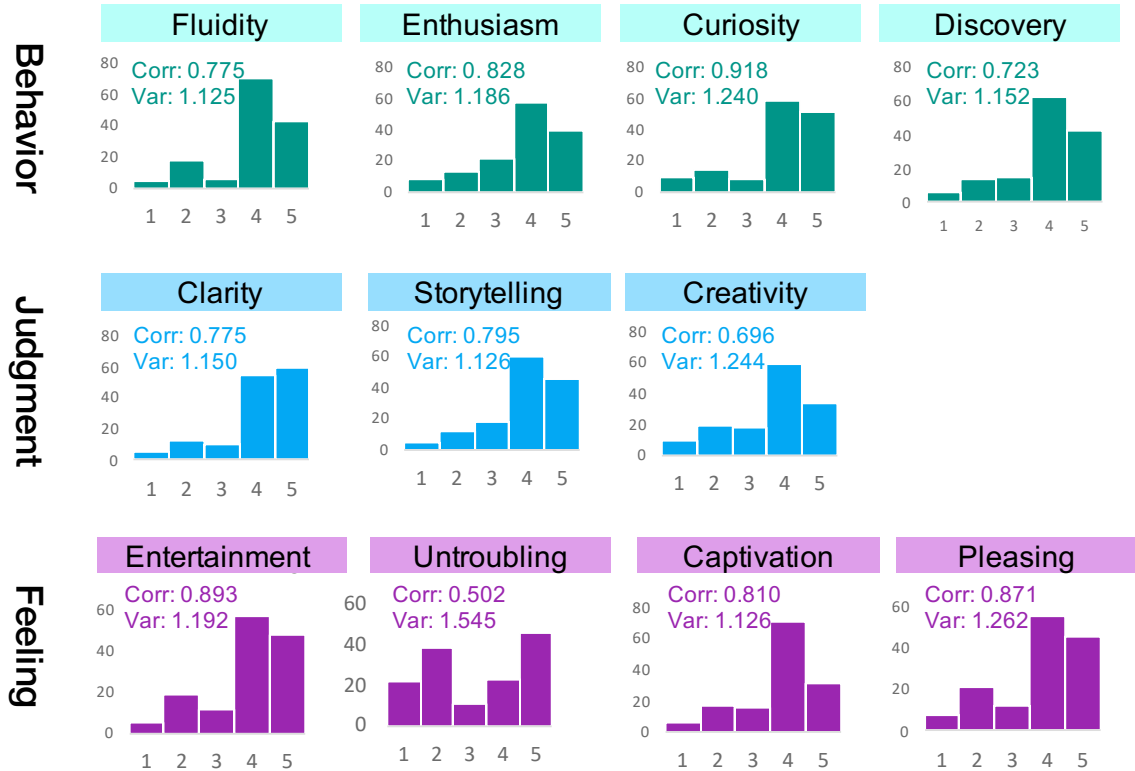 Behavior
Fluidity
Enthusiasm
Curiosity
Discovery
Corr: 0.775
Var: 1.125
80
60
40
20
0
1 2 3 4 5
Corr: 0. 828
Var: 1.186
80
60
40
20
0
1 2 3 4 5
Corr: 0.918
Var: 1.240
80
60
40
20
0
1 2 3 4 5
Corr: 0.723
Var: 1.152
80
60
40
20
0
1 2 3 4 5
Judgment
Clarity
Storytelling
Creativity
Corr: 0.775
Var: 1.150
80
60
40
20
0
1 2 3 4 5
Corr: 0.795
Var: 1.126
80
60
40
20
0
1 2 3 4 5
Corr: 0.696
Var: 1.244
80
60
40
20
0
1 2 3 4 5
Feeling
Entertainment
Untroubling
Captivation
Pleasing
Corr: 0.893
Var: 1.192
60
40
20
0
1 2 3 4 5
Corr: 0.502
Var: 1.545
60
40
20
0
1 2 3 4 5
Corr: 0.810
Var: 1.126
80
60
40
20
0
1 2 3 4 5
Corr: 0.871
Var: 1.262
60
40
20
0
1 2 3 4 5